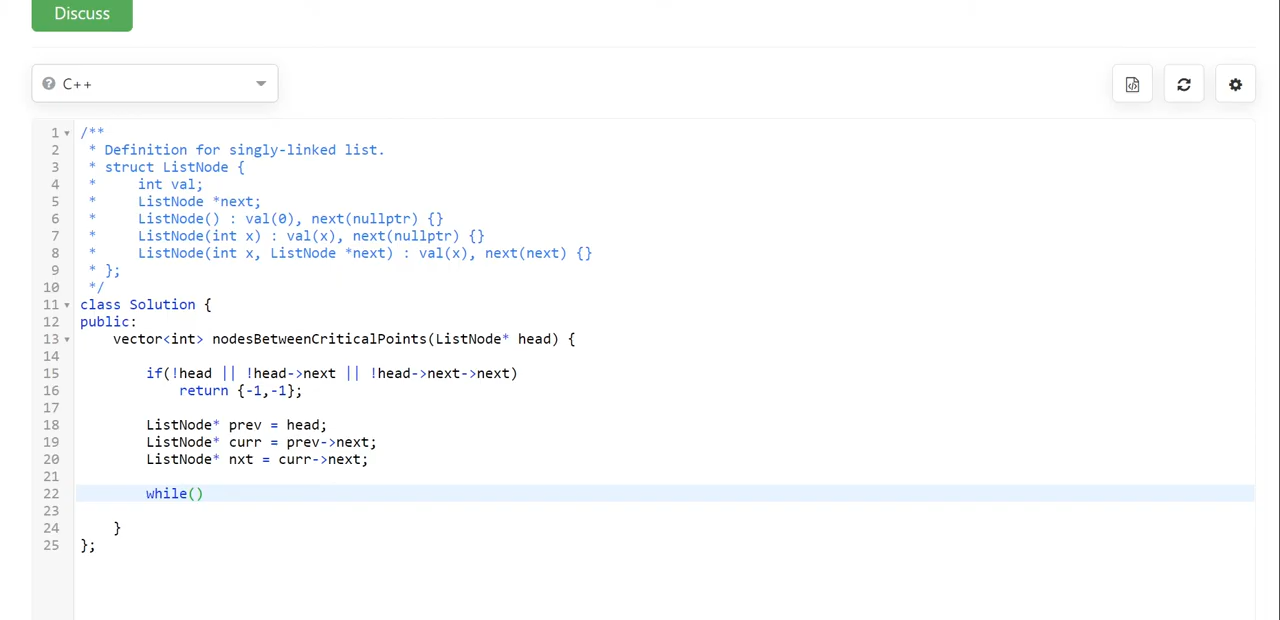 Discuss
C++
1 /**
2  * Definition for singly-linked list.
3  * struct ListNode {
4  *     int val;
5  *     ListNode *next;
6  *     ListNode() : val(0), next(nullptr) {}
7  *     ListNode(int x) : val(x), next(nullptr) {}
8  *     ListNode(int x, ListNode *next) : val(x), next(next) {}
9  * };
10  */
11 class Solution {
12 public:
13     vector<int> nodesBetweenCriticalPoints(ListNode* head) {
14
15         if(!head || !head->next || !head->next->next)
16             return {-1,-1};
17
18         ListNode* prev = head;
19         ListNode* curr = prev->next;
20         ListNode* nxt = curr->next;
21
22         while()
23
24     }
25 };